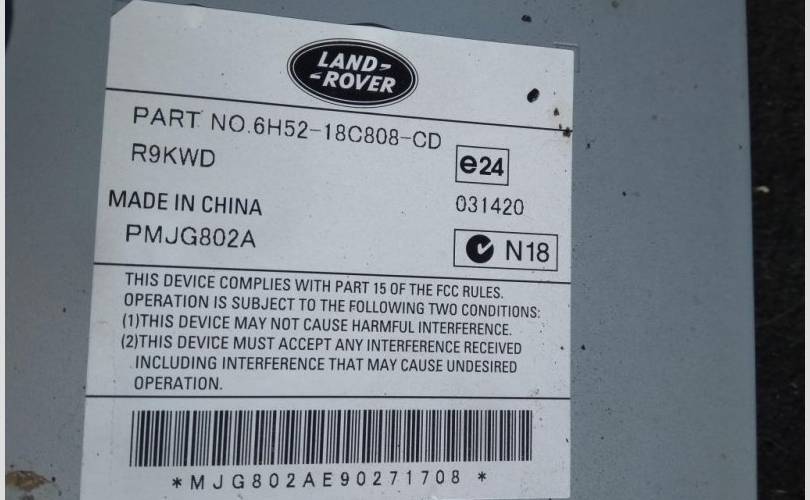 LAND-
-ROVER
PART NO.6H52-18C808-CD
R9KWD
e24
MADE IN CHINA
031420
PMJG802A
N18
THIS DEVICE COMPLIES WITH PART 15 OF THE FCC RULES.
OPERATION IS SUBJECT TO THE FOLLOWING TWO CONDITIONS:
(1)THIS DEVICE MAY NOT CAUSE HARMFUL INTERFERENCE.
(2)THIS DEVICE MUST ACCEPT ANY INTERFERENCE RECEIVED
INCLUDING INTERFERENCE THAT MAY CAUSE UNDESIRED
OPERATION.
*MJG802AE90271708 *